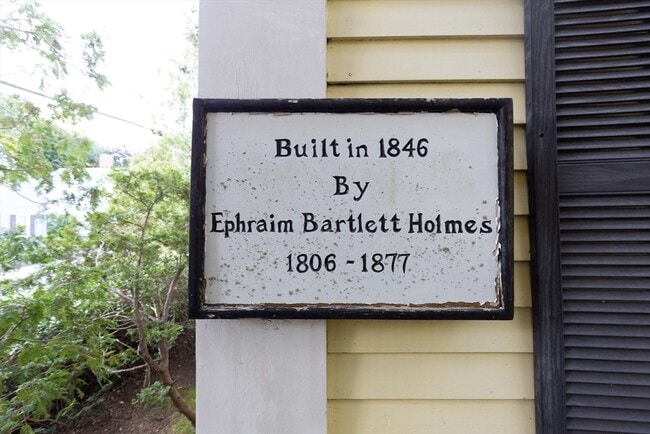 Built in 1846
By
Ephraim Bartlett Holmes
1806 - 1877